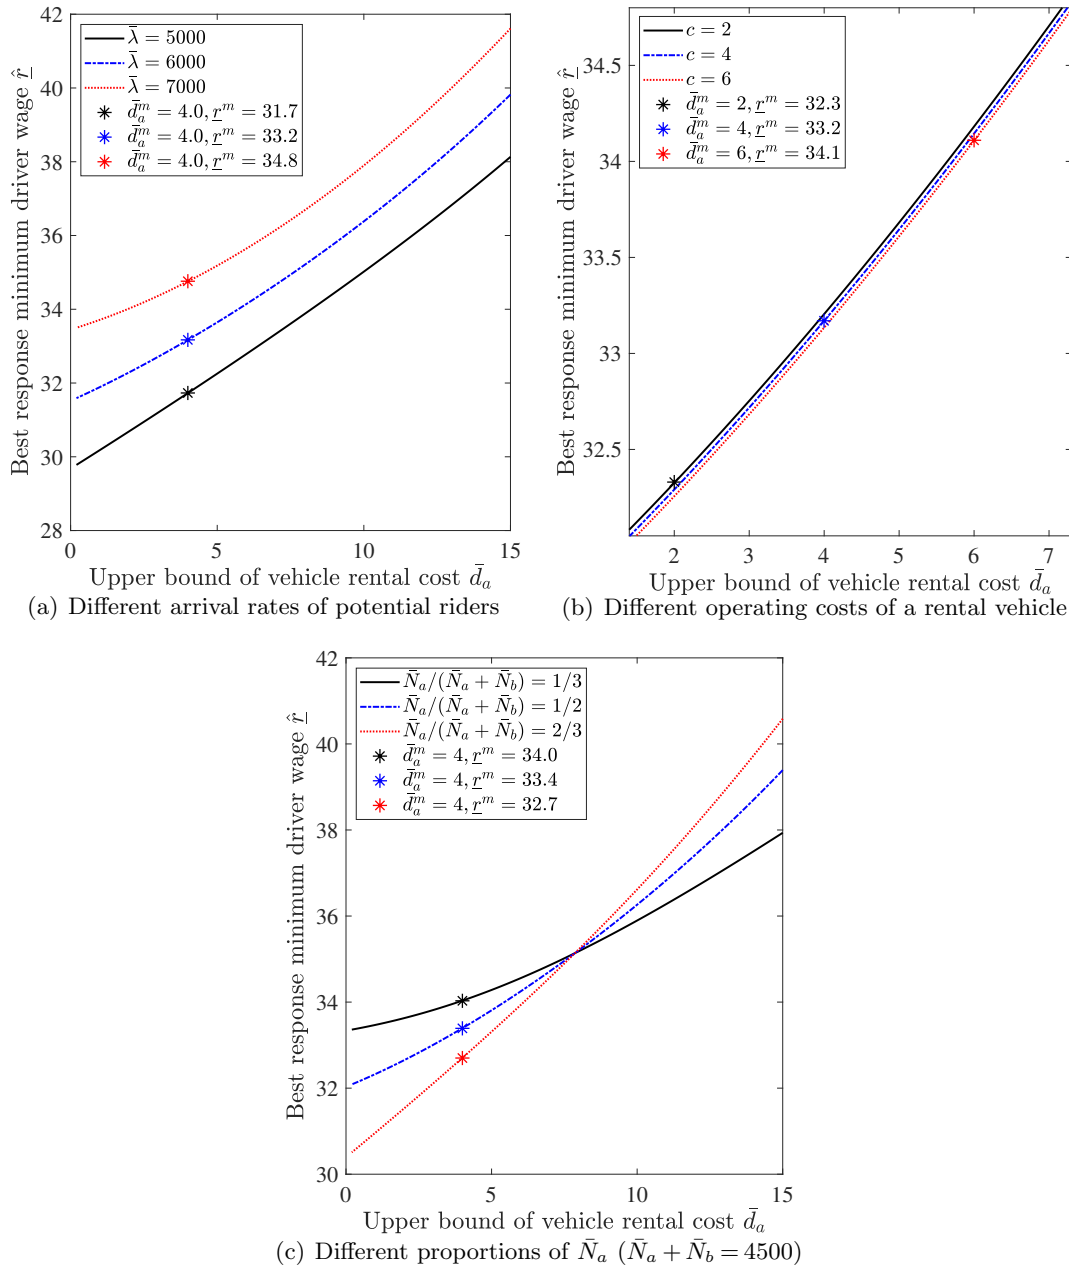 42
40
38
36
34
32
30
28
Best response minimum driver wage r̲̂
λ̄ = 5000
λ̄ = 6000
λ̄ = 7000
d̄ₐᵐ = 4.0, r̲ᵐ = 31.7
d̄ₐᵐ = 4.0, r̲ᵐ = 33.2
d̄ₐᵐ = 4.0, r̲ᵐ = 34.8
0 5 10 15
Upper bound of vehicle rental cost d̄ₐ
(a) Different arrival rates of potential riders
34.5
34
33.5
33
32.5
Best response minimum driver wage r̲̂
c = 2
c = 4
c = 6
d̄ₐᵐ = 2, r̲ᵐ = 32.3
d̄ₐᵐ = 4, r̲ᵐ = 33.2
d̄ₐᵐ = 6, r̲ᵐ = 34.1
2 3 4 5 6 7
Upper bound of vehicle rental cost d̄ₐ
(b) Different operating costs of a rental vehicle
42
40
38
36
34
32
30
Best response minimum driver wage r̲̂
N̄ₐ/(N̄ₐ + N̄_b) = 1/3
N̄ₐ/(N̄ₐ + N̄_b) = 1/2
N̄ₐ/(N̄ₐ + N̄_b) = 2/3
d̄ₐᵐ = 4, r̲ᵐ = 34.0
d̄ₐᵐ = 4, r̲ᵐ = 33.4
d̄ₐᵐ = 4, r̲ᵐ = 32.7
0 5 10 15
Upper bound of vehicle rental cost d̄ₐ
(c) Different proportions of N̄ₐ (N̄ₐ + N̄_b = 4500)